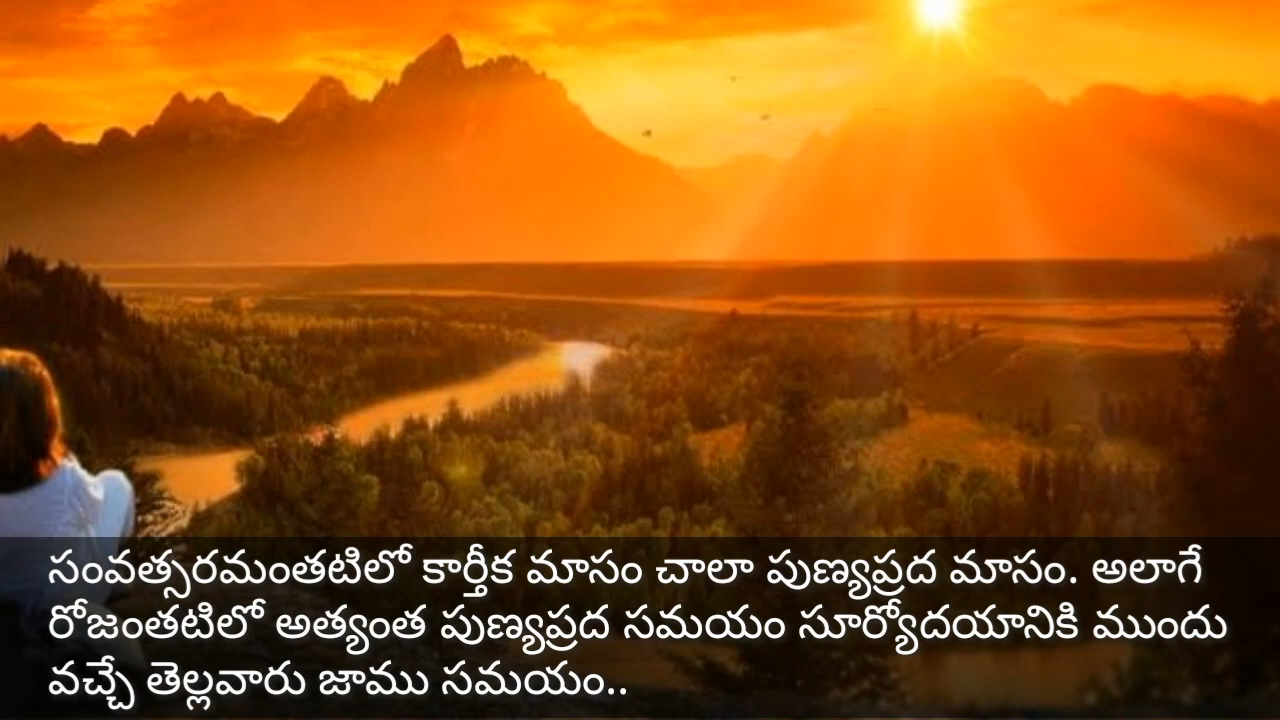 సంవత్సరమంతటిలో కార్తీక మాసం చాలా పుణ్యప్రద మాసం. అలాగే
రోజంతటిలో అత్యంత పుణ్యప్రద సమయం సూర్యోదయానికి ముందు
వచ్చే తెల్లవారు జాము సమయం..